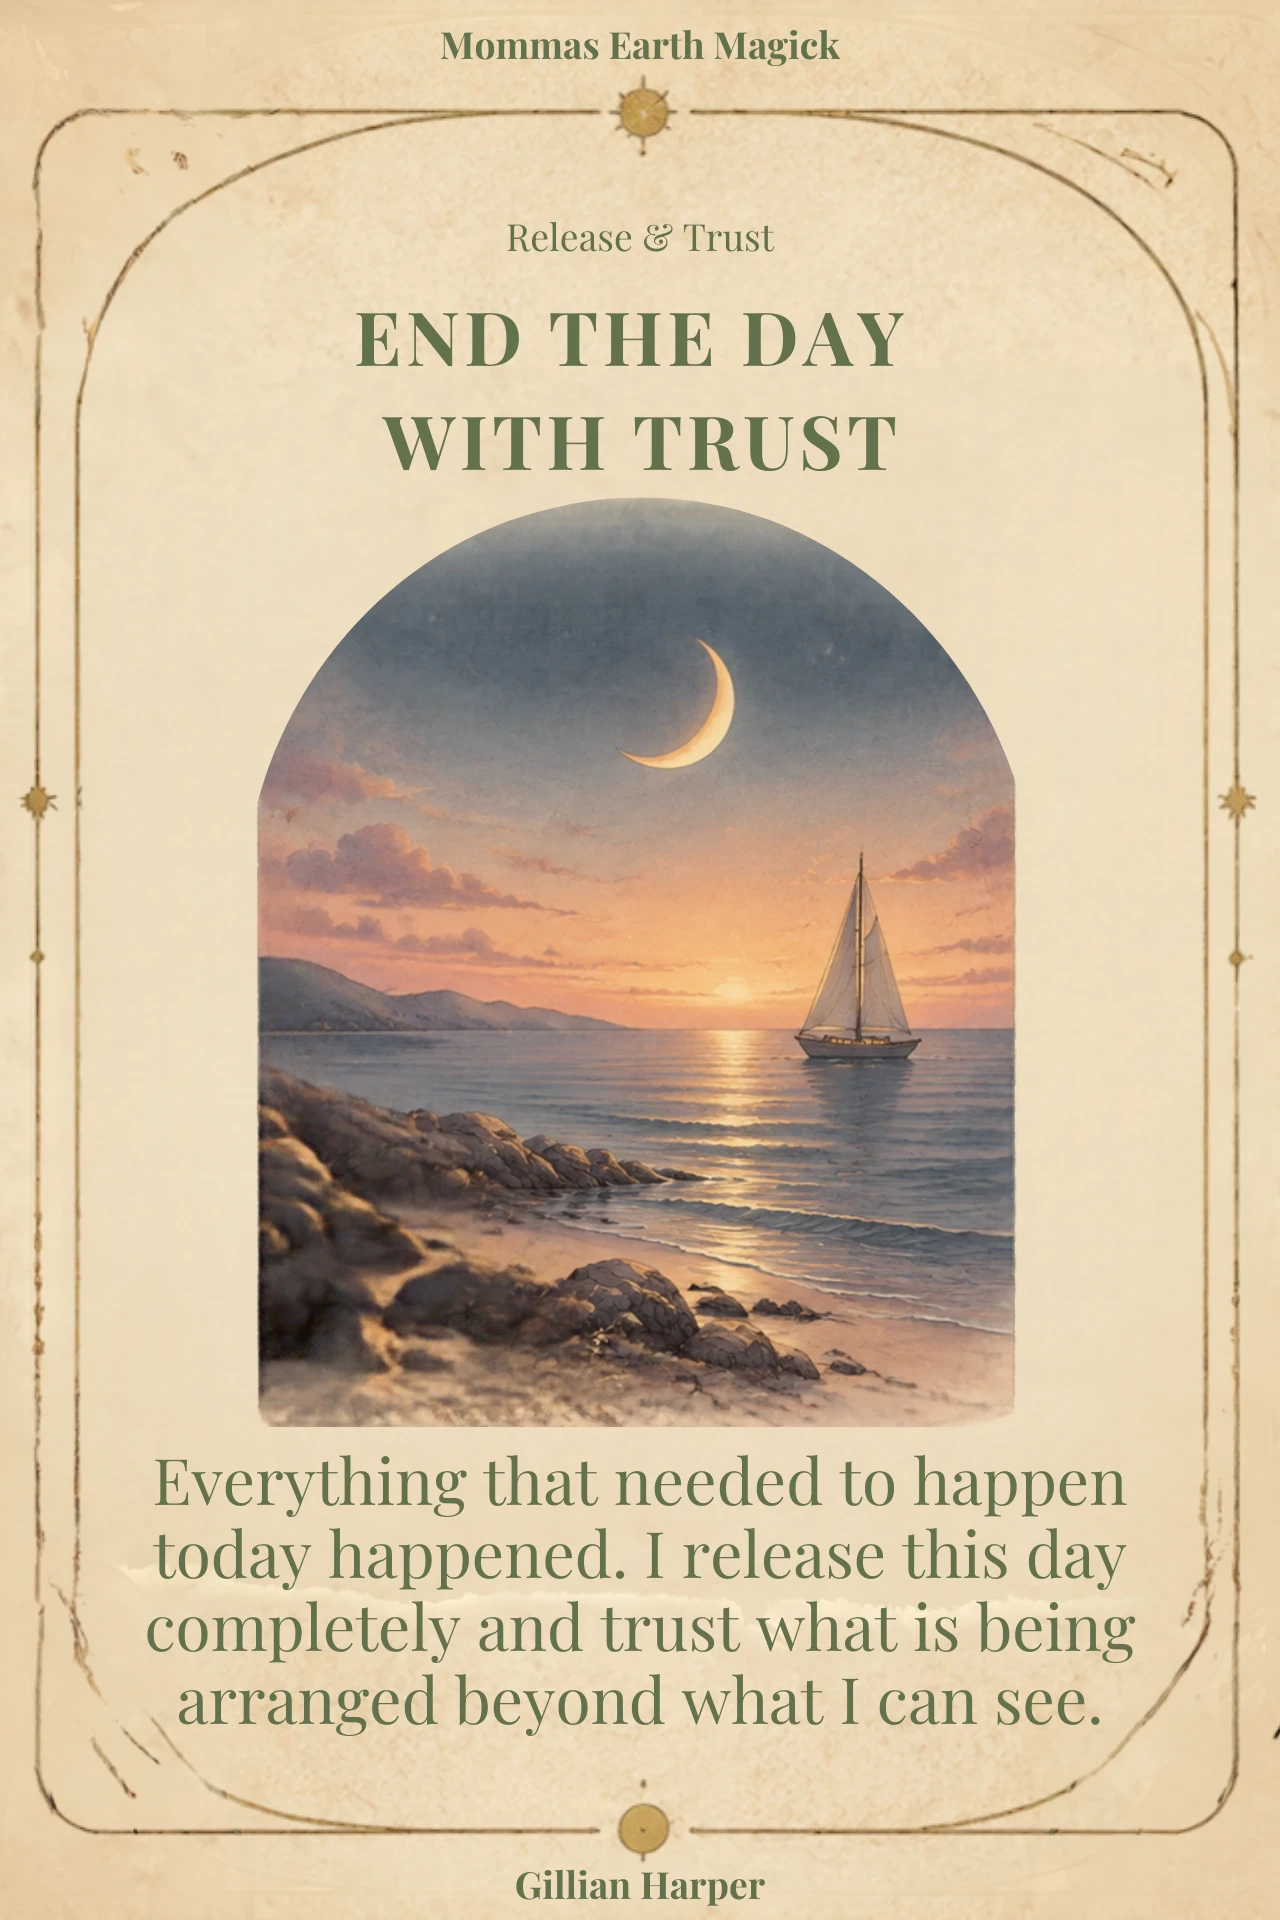 Mommas Earth Magick
Release & Trust
END THE DAY
WITH TRUST
Everything that needed to happen
today happened. I release this day
completely and trust what is being
arranged beyond what I can see.
Gillian Harper